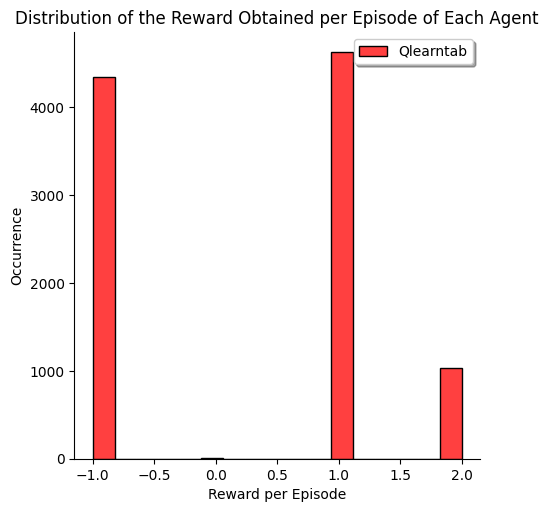 Distribution of the Reward Obtained per Episode of Each Agent
Qlearntab
4000
3000
2000
1000
0
Occurrence
−1.0 −0.5 0.0 0.5 1.0 1.5 2.0
Reward per Episode